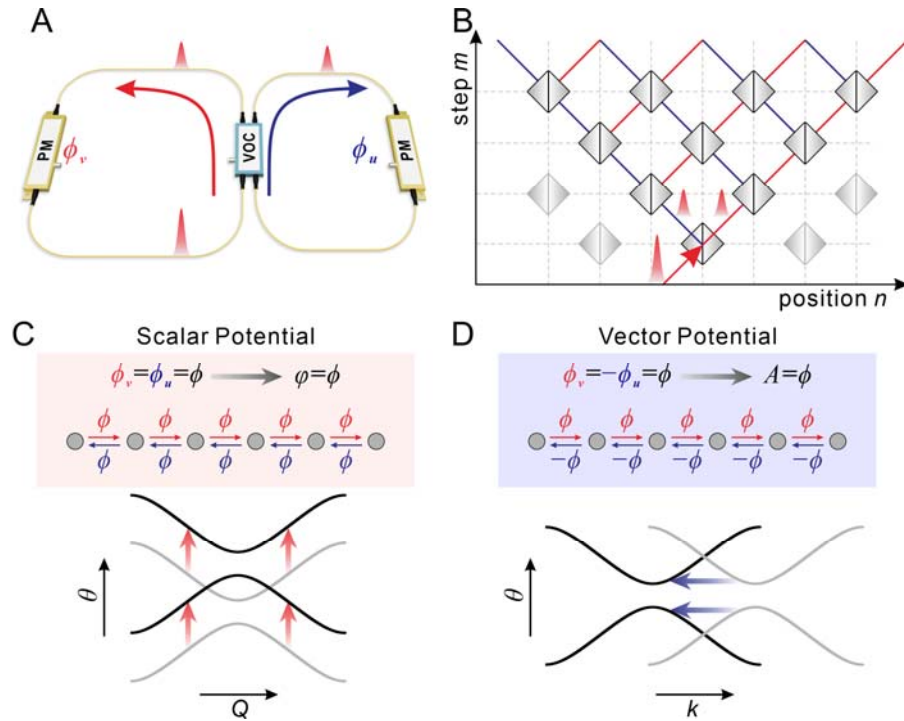 A
PM
ϕv
VOC
ϕu
PM
B
step m
position n
C
Scalar Potential
ϕv=ϕu=ϕ φ=ϕ
ϕ ϕ ϕ ϕ ϕ
ϕ ϕ ϕ ϕ ϕ
θ
Q
D
Vector Potential
ϕv=−ϕu=ϕ A=ϕ
ϕ ϕ ϕ ϕ ϕ
−ϕ −ϕ −ϕ −ϕ −ϕ
θ
k